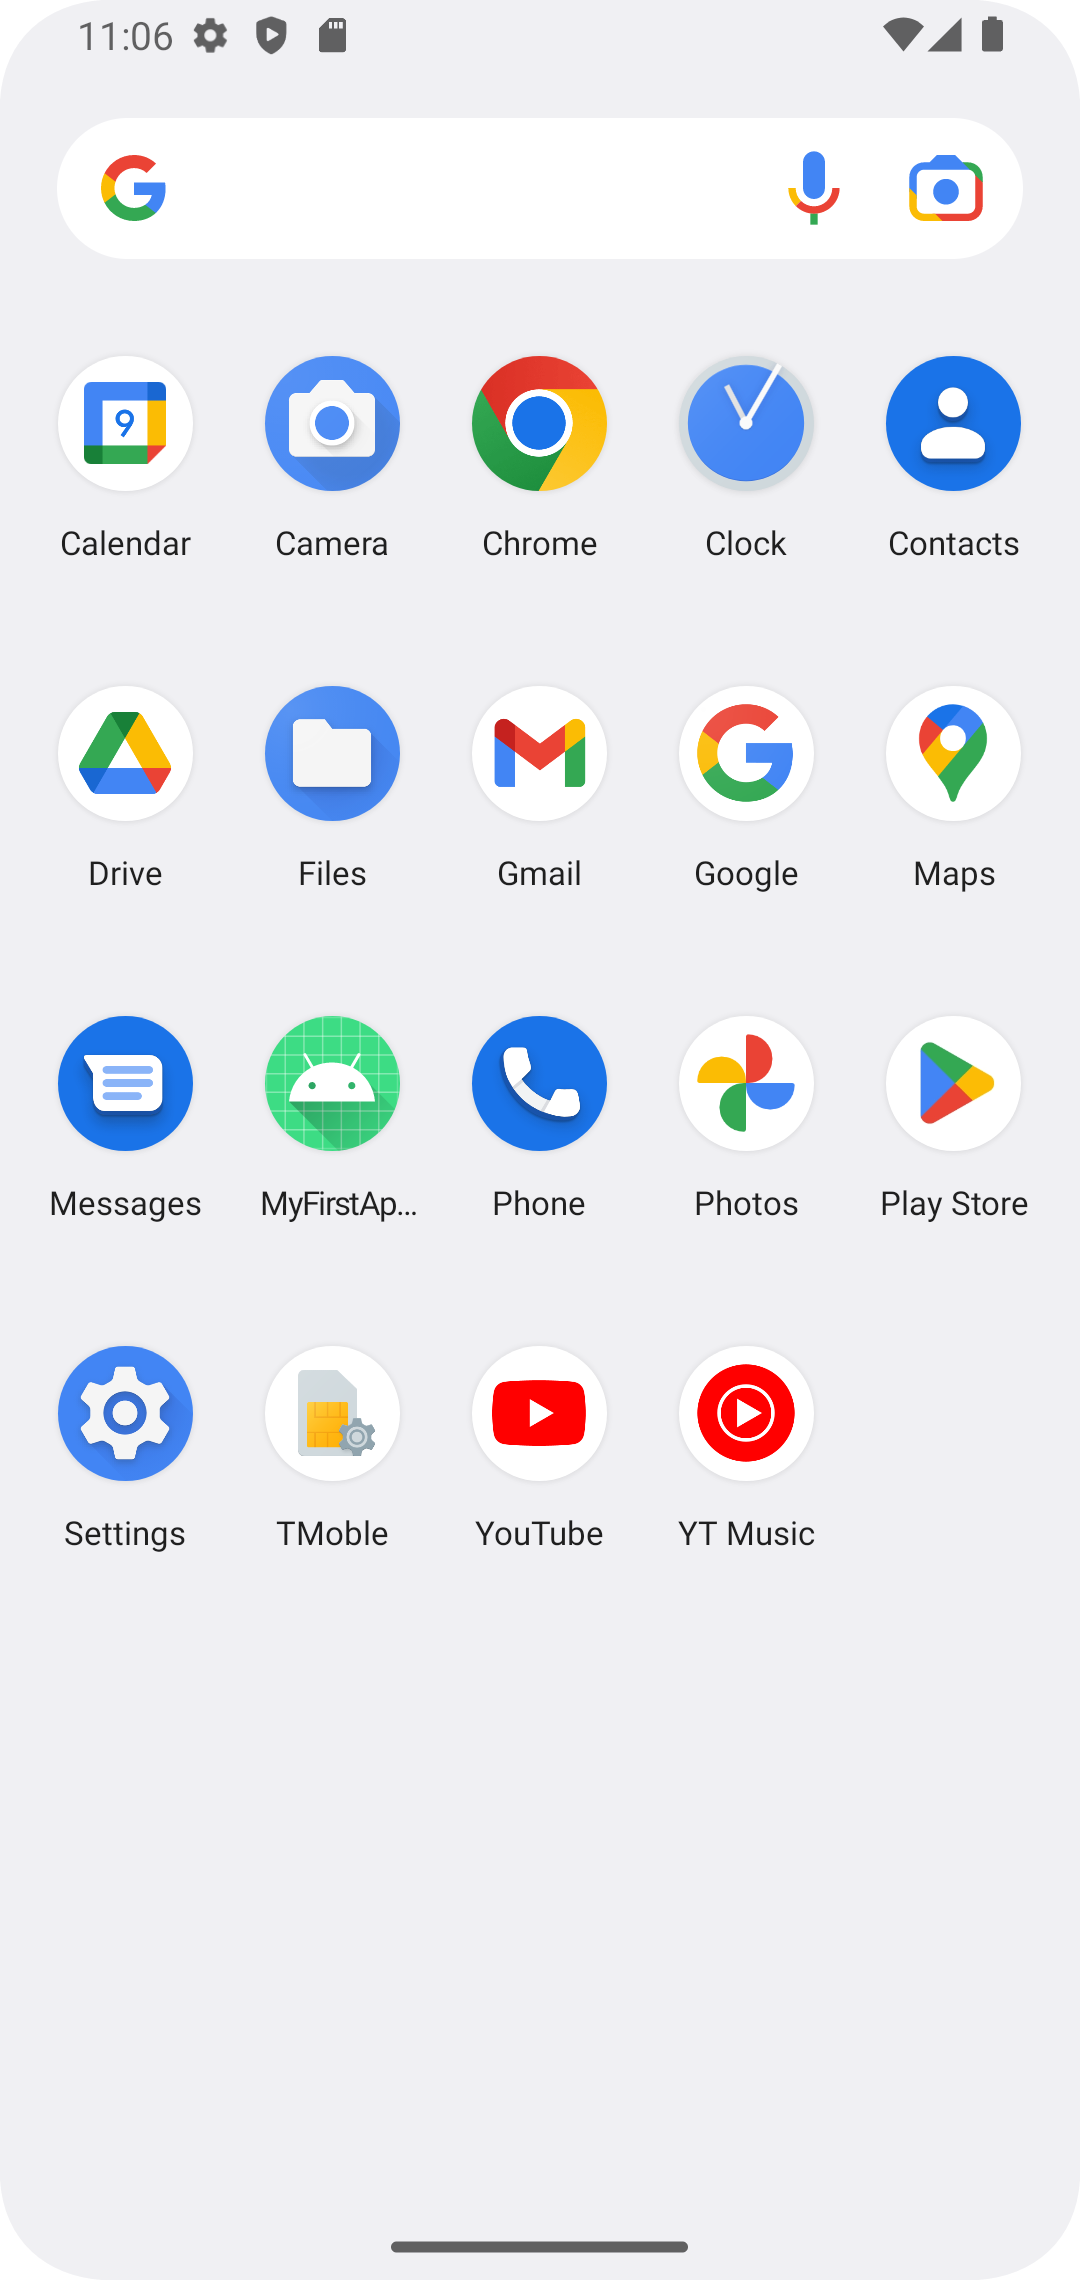 11:06
Calendar Camera Chrome Clock Contacts
Drive Files Gmail Google Maps
Messages MyFirstAp... Phone Photos Play Store
Settings TMoble YouTube YT Music